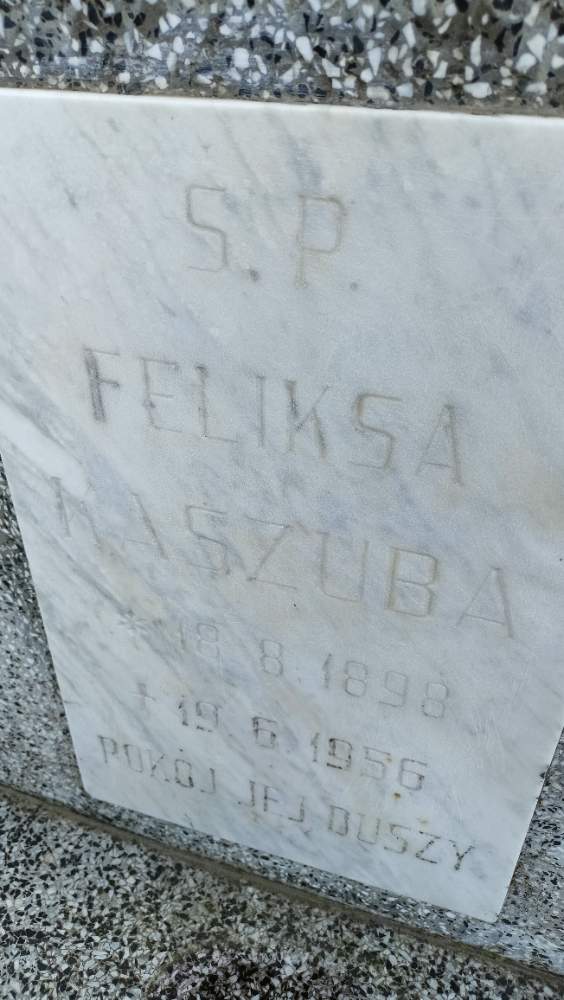 S. P.
FELIKSA
KASZUBA
* 18. 8. 1898
+ 19. 6. 1956
POKÓJ JEJ DUSZY